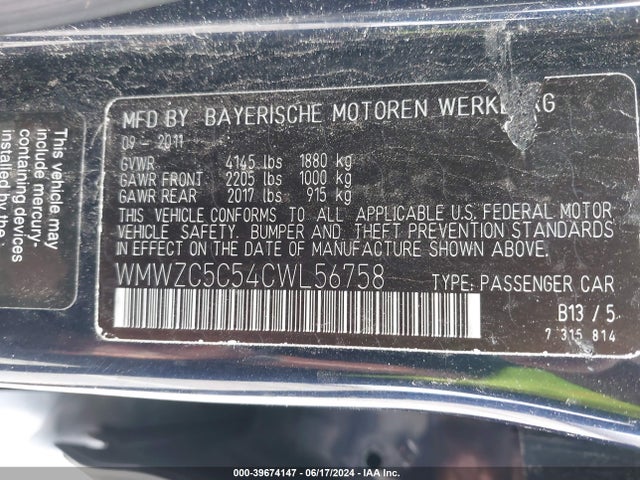 This vehicle may
include mercury-
containing devices
installed by the
MFD BY BAYERISCHE MOTOREN WERKE AG
09 - 2011
GVWR 4145 lbs 1880 kg
GAWR FRONT 2205 lbs 1000 kg
GAWR REAR 2017 lbs 915 kg
THIS VEHICLE CONFORMS TO ALL APPLICABLE U.S. FEDERAL MOTOR
VEHICLE SAFETY, BUMPER AND THEFT PREVENTION STANDARDS
IN EFFECT ON THE DATE OF MANUFACTURE SHOWN ABOVE.
WMWZC5C54CWL56758 TYPE: PASSENGER CAR
B13 / 5
7 315 814
000-39674147 - 06/17/2024 - IAA Inc.